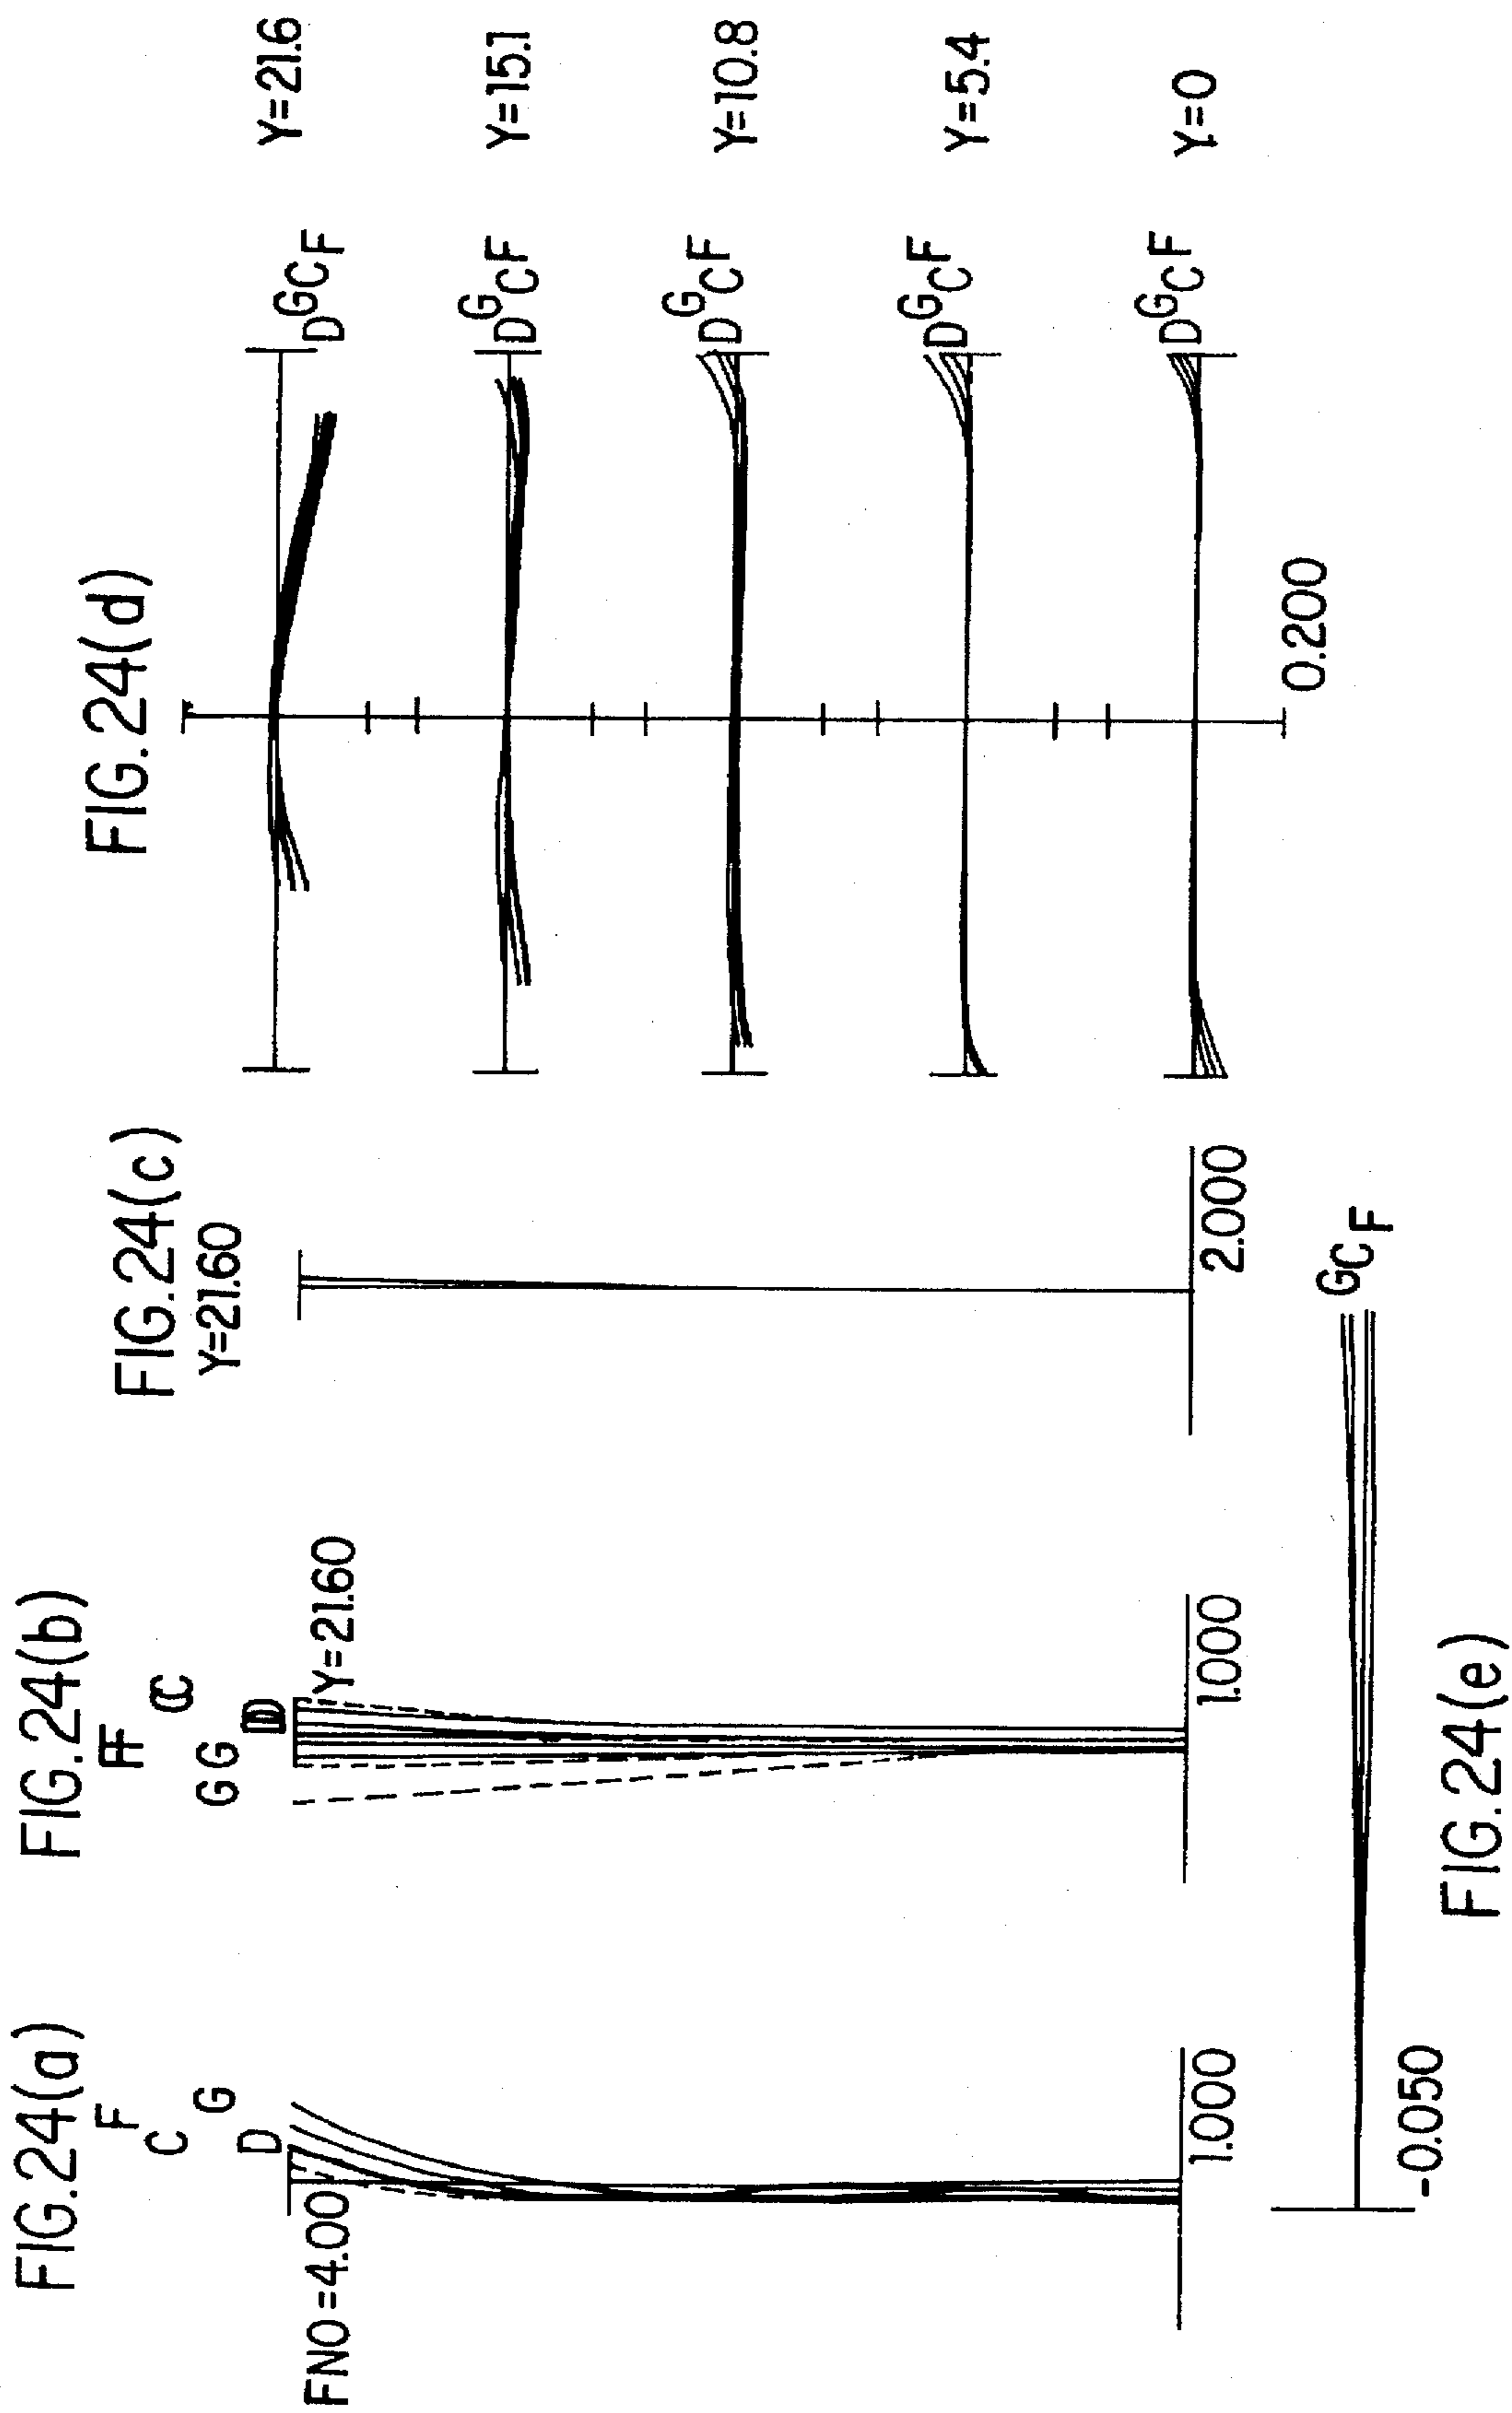 FIG.24(a)
F
C
G
D
FNO=4.00
1.000
FIG.24(b)
FF
CC
G G
DD
Y=21.60
1.000
FIG.24(c)
Y=21.60
2.000
FIG.24(d)
DGCF
Y=21.6
DGCF
Y=15.1
DGCF
Y=10.8
DGCF
Y=5.4
DGCF
Y=0
0.200
GCF
-0.050
FIG.24(e)